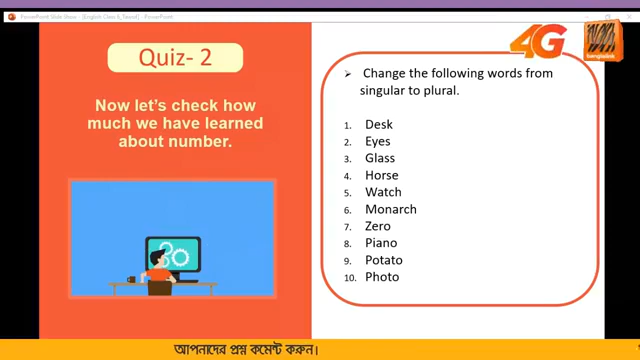 PowerPoint Slide Show - [English Class 9_Tawsif] - PowerPoint
4G
banglalink
Quiz- 2
Now let's check how
much we have learned
about number.
➤ Change the following words from
singular to plural.
1. Desk
2. Eyes
3. Glass
4. Horse
5. Watch
6. Monarch
7. Zero
8. Piano
9. Potato
10. Photo
আপনাদের প্রশ্ন কমেন্ট করুন।